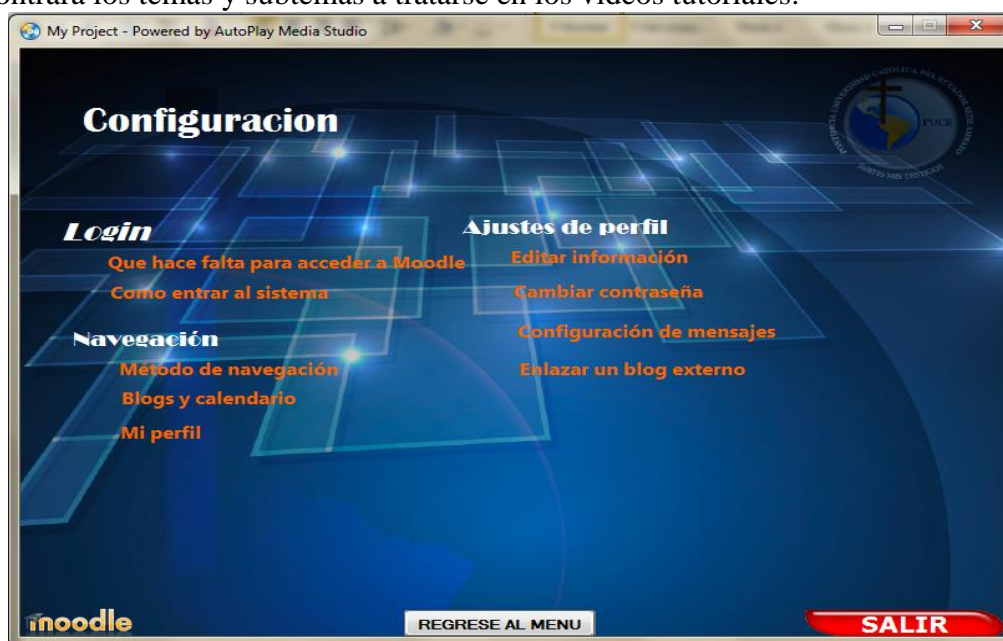 ontrará los temas y subtemas a tratarse en los videos tutoriales.
My Project - Powered by AutoPlay Media Studio
Configuracion
PUCE
Login
Que hace falta para acceder a Moodle
Como entrar al sistema
Navegación
Método de navegación
Blogs y calendario
Mi perfil
Ajustes de perfil
Editar información
Cambiar contraseña
Configuración de mensajes
Enlazar un blog externo
moodle
REGRESE AL MENU
SALIR